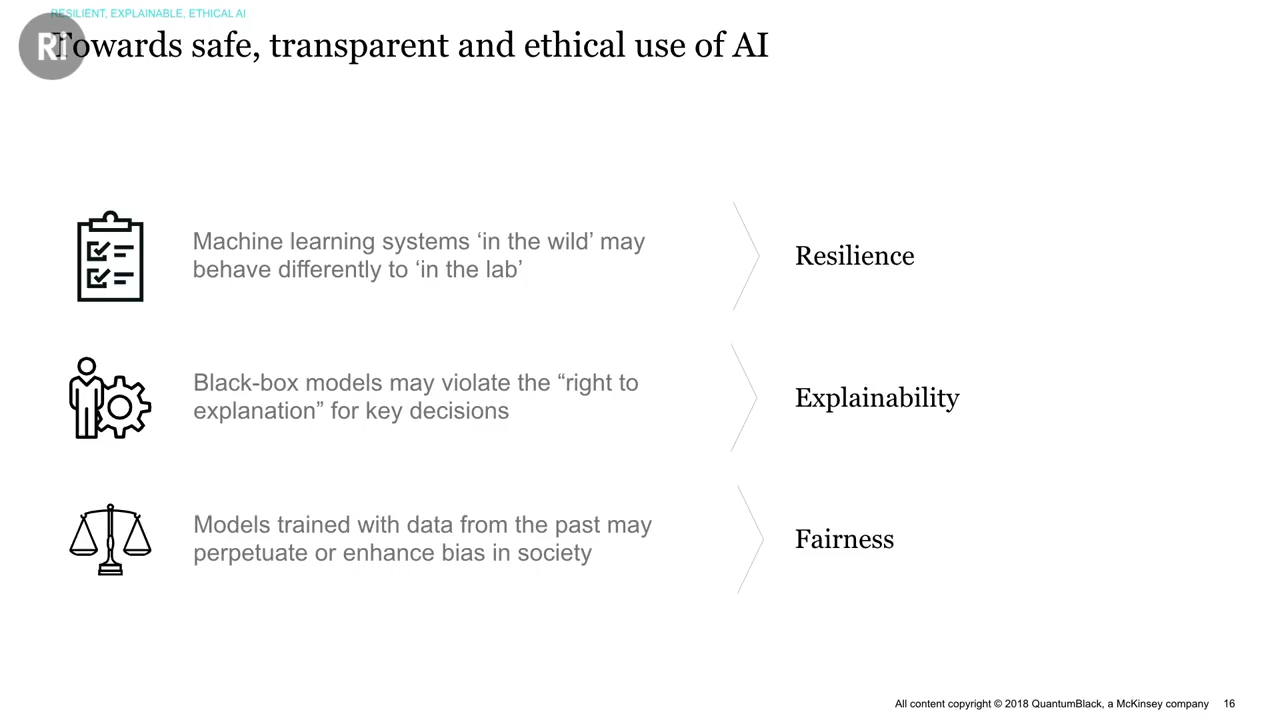 RESILIENT, EXPLAINABLE, ETHICAL AI
Ri
Towards safe, transparent and ethical use of AI
Machine learning systems ‘in the wild’ may
behave differently to ‘in the lab’
Resilience
Black-box models may violate the “right to
explanation” for key decisions
Explainability
Models trained with data from the past may
perpetuate or enhance bias in society
Fairness
All content copyright © 2018 QuantumBlack, a McKinsey company 16